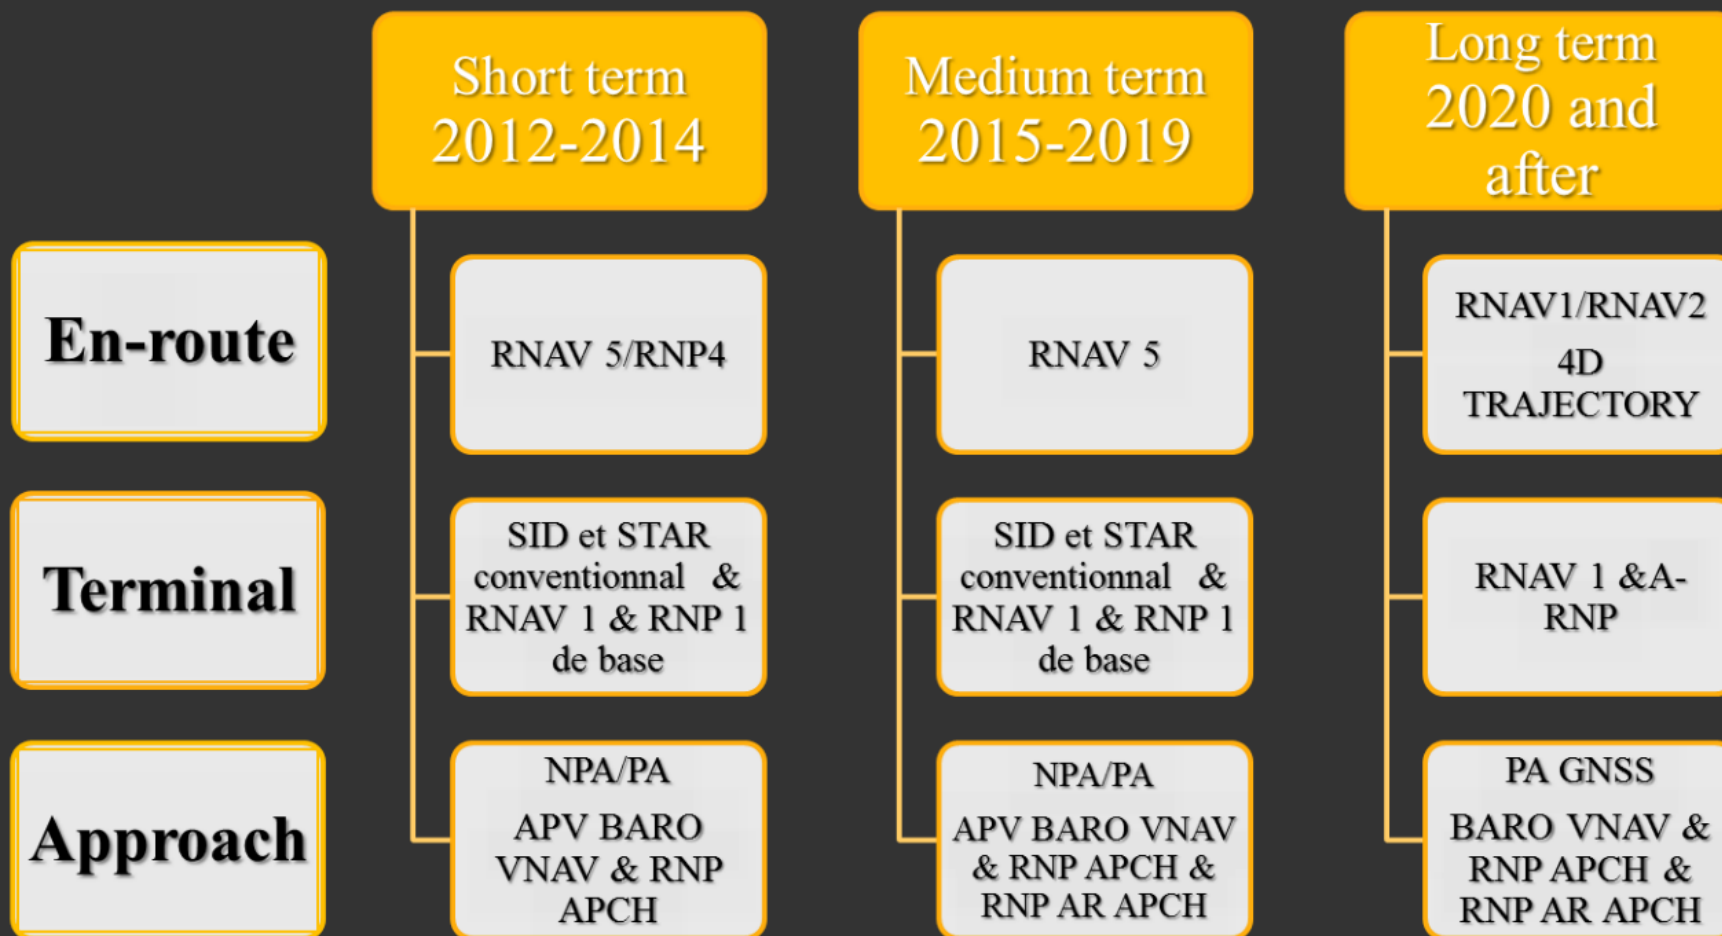 Short term
2012-2014
Medium term
2015-2019
Long term
2020 and
after
En-route
RNAV 5/RNP4
RNAV 5
RNAV1/RNAV2
4D
TRAJECTORY
Terminal
SID et STAR
conventionnal &
RNAV 1 & RNP 1
de base
SID et STAR
conventionnal &
RNAV 1 & RNP 1
de base
RNAV 1 &A-
RNP
Approach
NPA/PA
APV BARO
VNAV & RNP
APCH
NPA/PA
APV BARO VNAV
& RNP APCH &
RNP AR APCH
PA GNSS
BARO VNAV &
RNP APCH &
RNP AR APCH